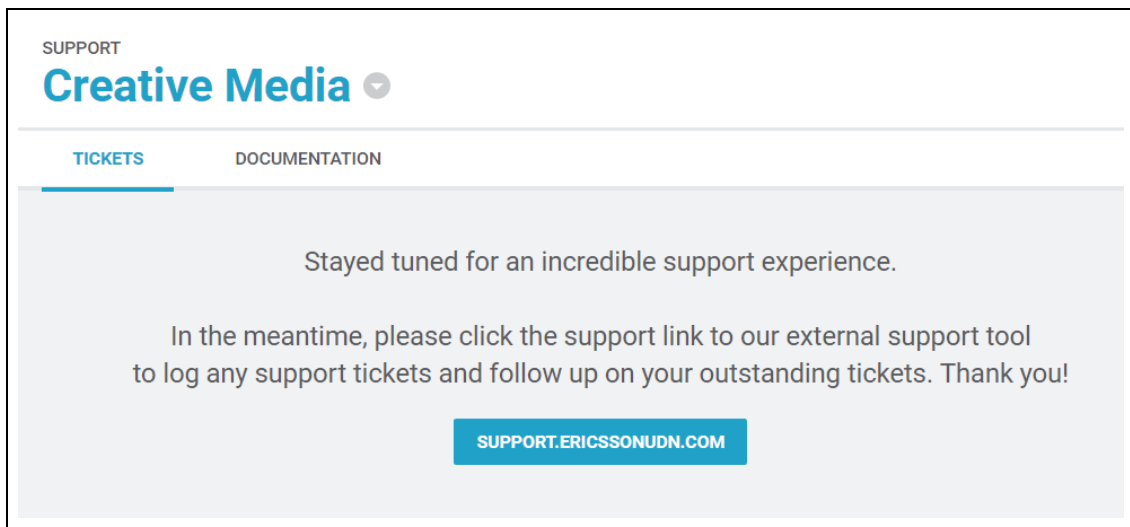 SUPPORT
Creative Media
TICKETS DOCUMENTATION
Stayed tuned for an incredible support experience.
In the meantime, please click the support link to our external support tool
to log any support tickets and follow up on your outstanding tickets. Thank you!
SUPPORT.ERICSSONUDN.COM